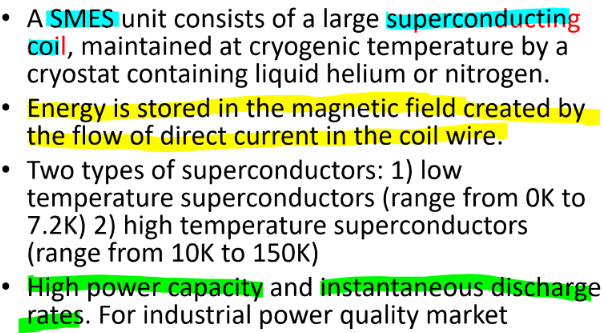 • A SMES unit consists of a large superconducting
coil, maintained at cryogenic temperature by a
cryostat containing liquid helium or nitrogen.
• Energy is stored in the magnetic field created by
the flow of direct current in the coil wire.
• Two types of superconductors: 1) low
temperature superconductors (range from 0K to
7.2K) 2) high temperature superconductors
(range from 10K to 150K)
• High power capacity and instantaneous discharge
rates. For industrial power quality market